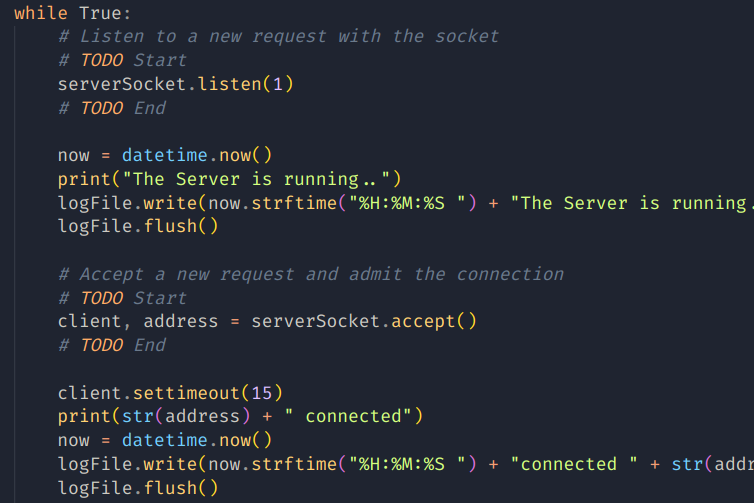 while True:
# Listen to a new request with the socket
# TODO Start
serverSocket.listen(1)
# TODO End
now = datetime.now()
print("The Server is running..")
logFile.write(now.strftime("%H:%M:%S ") + "The Server is running.
logFile.flush()
# Accept a new request and admit the connection
# TODO Start
client, address = serverSocket.accept()
# TODO End
client.settimeout(15)
print(str(address) + " connected")
now = datetime.now()
logFile.write(now.strftime("%H:%M:%S ") + "connected " + str(addr
logFile.flush()